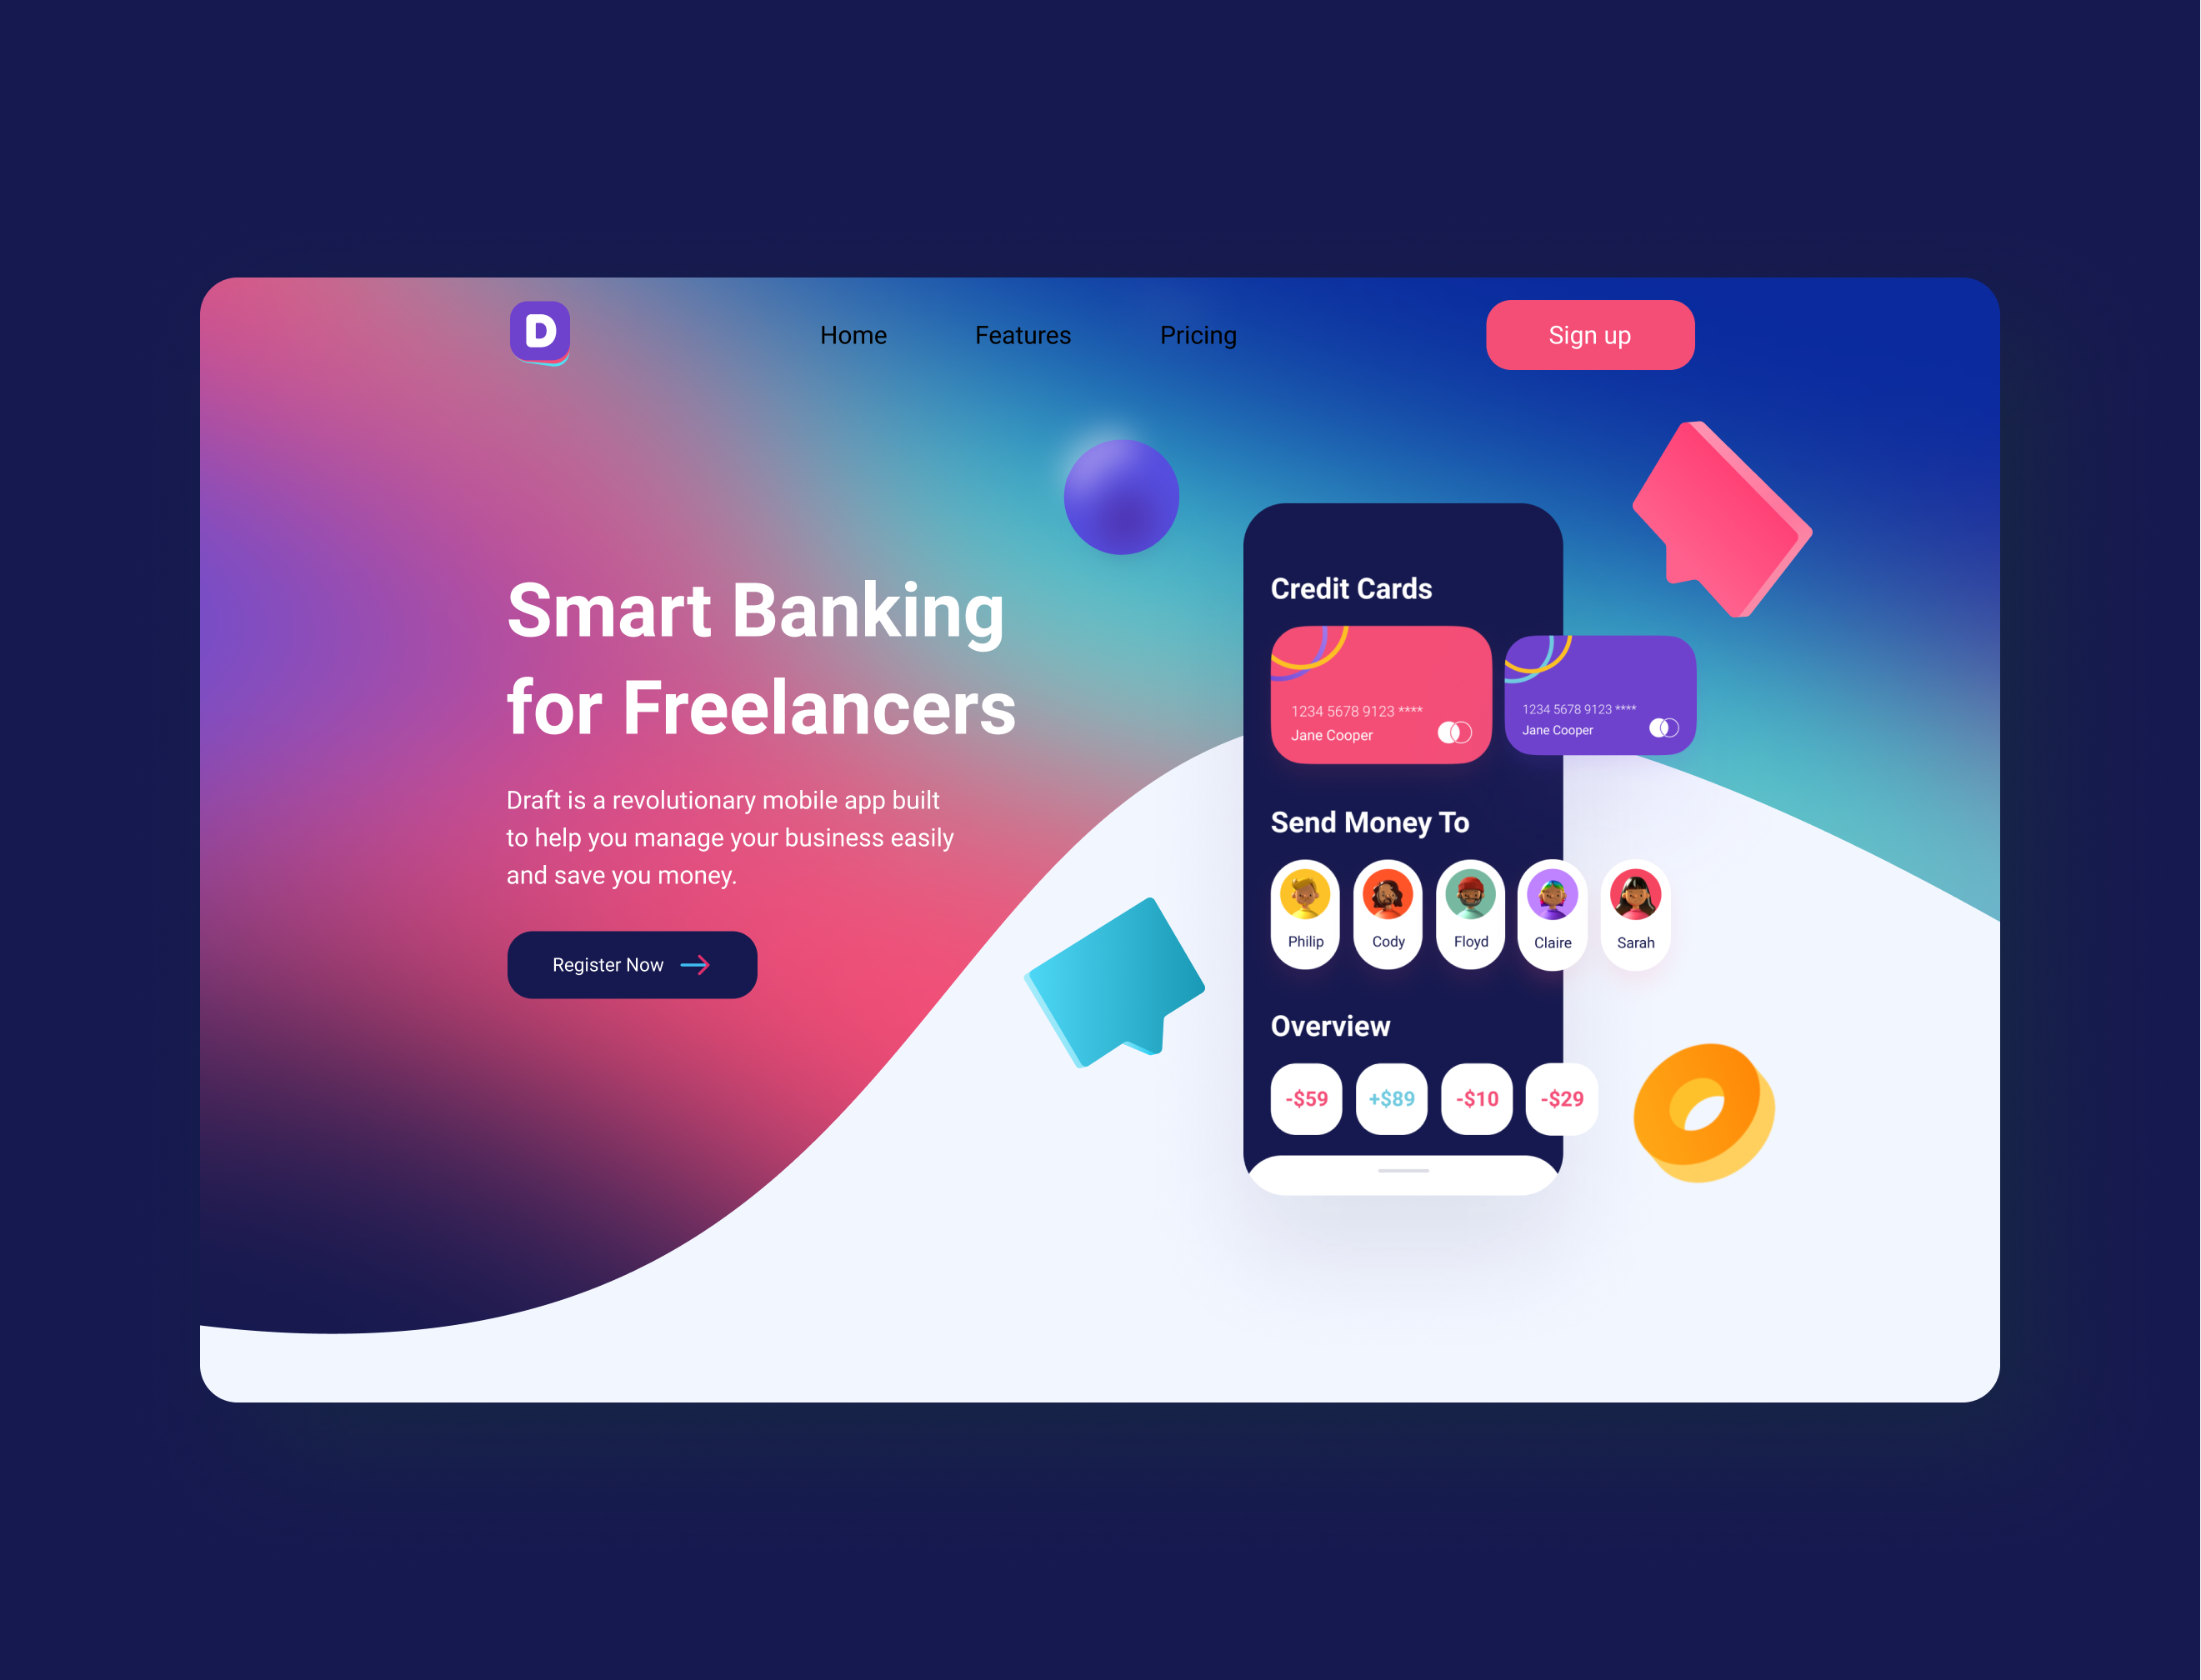 D
Home
Features
Pricing
Sign up
Smart Banking
for Freelancers
Draft is a revolutionary mobile app built
to help you manage your business easily
and save you money.
Register Now
Credit Cards
1234 5678 9123 ****
Jane Cooper
1234 5678 9123 ****
Jane Cooper
Send Money To
Philip
Cody
Floyd
Claire
Sarah
Overview
-$59
+$89
-$10
-$29